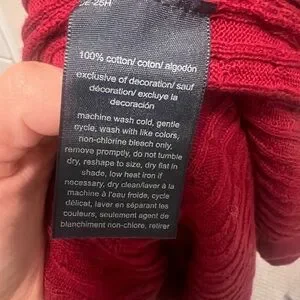 100% cotton/ coton/ algodón
exclusive of decoration/ sauf
décoration/ excluye la
decoración
machine wash cold, gentle
cycle, wash with like colors,
non-chlorine bleach only,
remove promptly, do not tumble
dry, reshape to size, dry flat in
shade, low heat iron if
necessary, dry clean/laver à la
machine à l'eau froide, cycle
délicat, laver en séparant les
couleurs, seulement agent de
blanchiment non-chlore, retirer